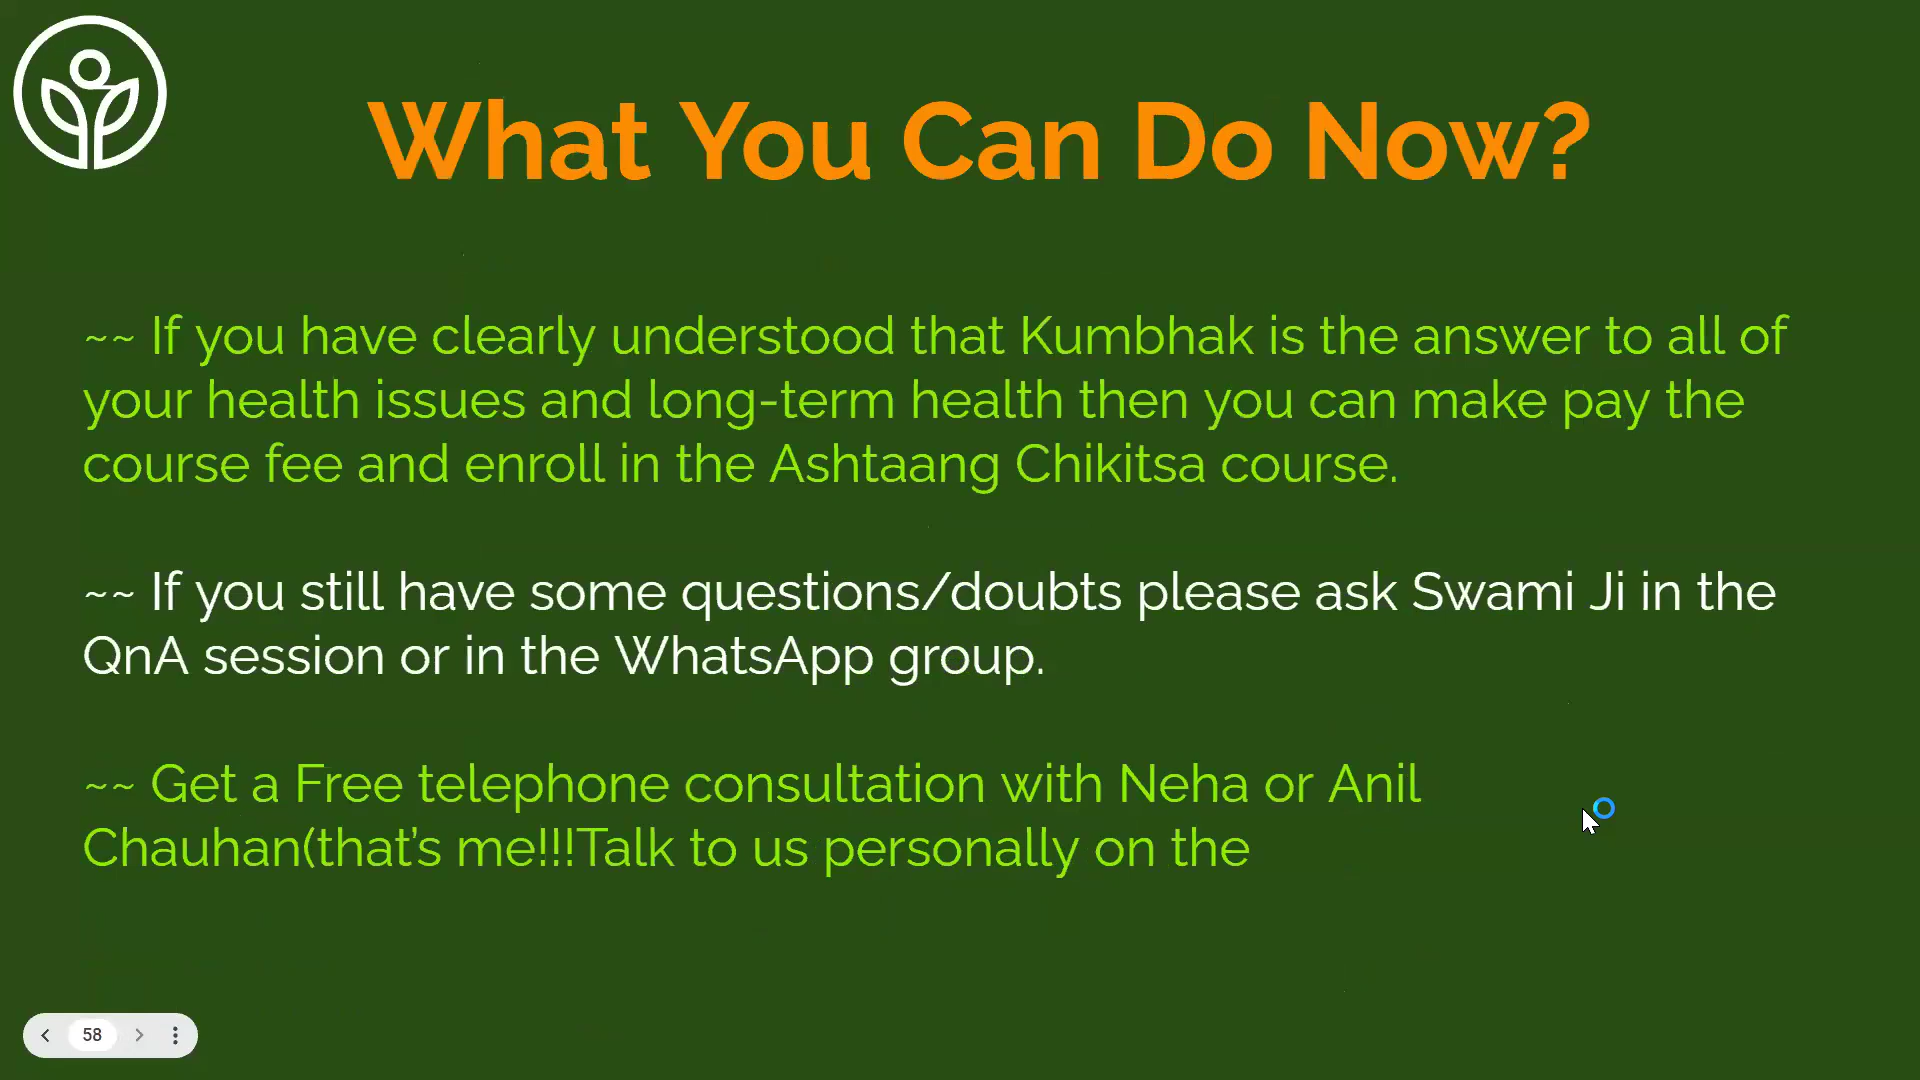 What You Can Do Now?
~~ If you have clearly understood that Kumbhak is the answer to all of
your health issues and long-term health then you can make pay the
course fee and enroll in the Ashtaang Chikitsa course.
~~ If you still have some questions/doubts please ask Swami Ji in the
QnA session or in the WhatsApp group.
~~ Get a Free telephone consultation with Neha or Anil
Chauhan(that's me!!!Talk to us personally on the
58